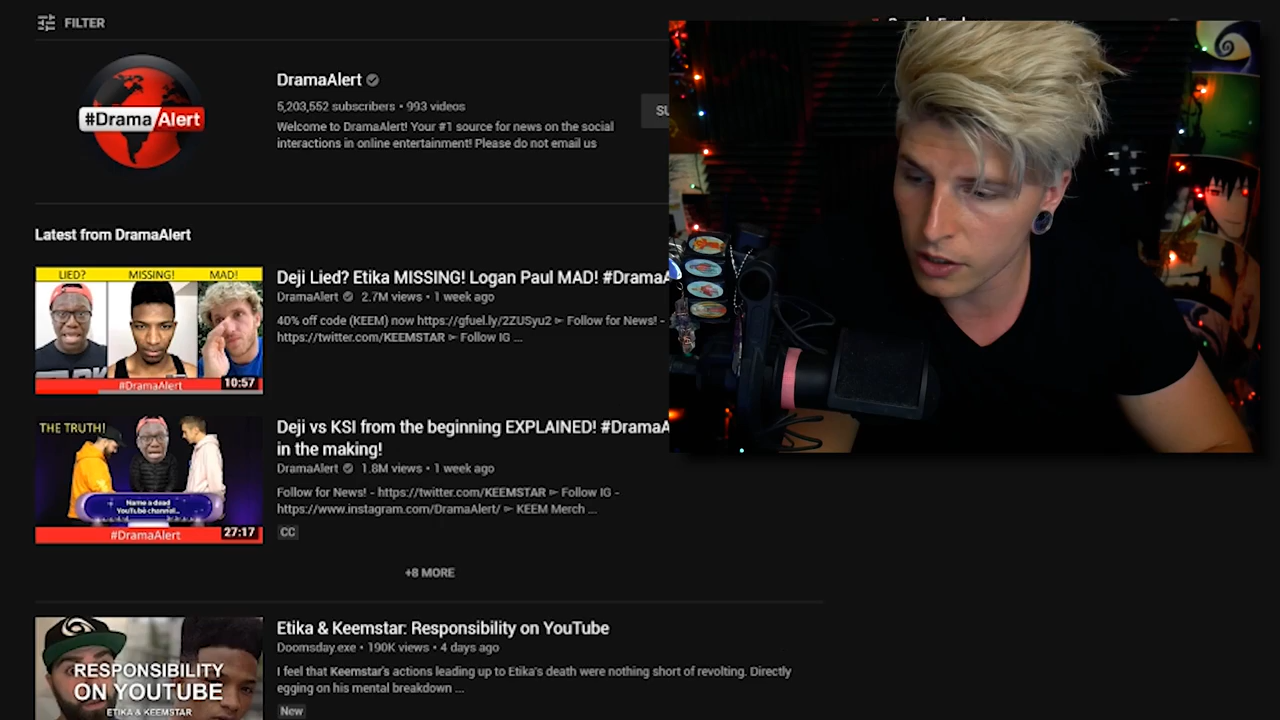 FILTER
#Drama Alert
DramaAlert
5,203,552 subscribers • 993 videos
Welcome to DramaAlert! Your #1 source for news on the social
interactions in online entertainment! Please do not email us
SU
Latest from DramaAlert
LIED? MISSING! MAD!
#DramaAlert
10:57
Deji Lied? Etika MISSING! Logan Paul MAD! #DramaA
DramaAlert 2.7M views • 1 week ago
40% off code (KEEM) now https://gfuel.ly/2ZUSyu2 ⪢ Follow for News! -
https://twitter.com/KEEMSTAR ⪢ Follow IG ...
THE TRUTH!
Name a dead
YouTube channel...
#DramaAlert
27:17
Deji vs KSI from the beginning EXPLAINED! #DramaA
in the making!
DramaAlert 1.8M views • 1 week ago
Follow for News! - https://twitter.com/KEEMSTAR ⪢ Follow IG -
https://www.instagram.com/DramaAlert/ ⪢ KEEM Merch ...
CC
+8 MORE
RESPONSIBILITY
ON YOUTUBE
ETIKA & KEEMSTAR
Etika & Keemstar: Responsibility on YouTube
Doomsday.exe • 190K views • 4 days ago
I feel that Keemstar's actions leading up to Etika's death were nothing short of revolting. Directly
egging on his mental breakdown ...
New